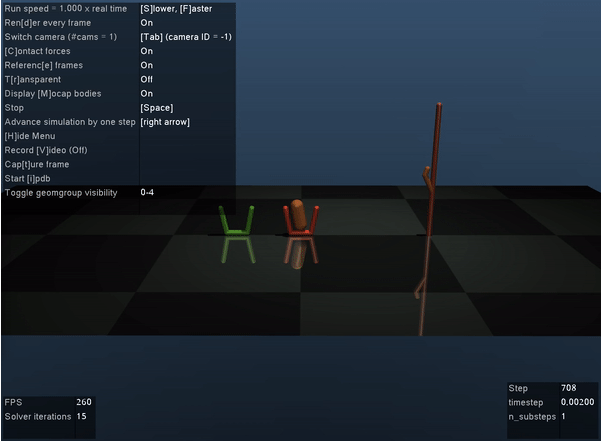 Run speed = 1.000 x real time [S]lower, [F]aster
Ren[d]er every frame On
Switch camera (#cams = 1) [Tab] (camera ID = -1)
[C]ontact forces On
Referenc[e] frames On
T[r]ansparent Off
Display [M]ocap bodies On
Stop [Space]
Advance simulation by one step [right arrow]
[H]ide Menu
Record [V]ideo (Off)
Cap[t]ure frame
Start [i]pdb
Toggle geomgroup visibility 0-4
FPS 260
Solver iterations 15
Step 708
timestep 0.00200
n_substeps 1